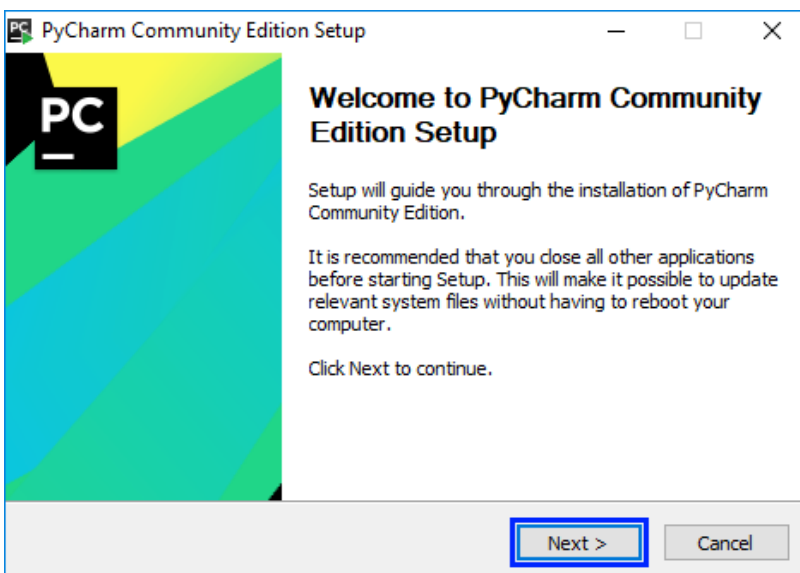 PyCharm Community Edition Setup
PC
Welcome to PyCharm Community
Edition Setup
Setup will guide you through the installation of PyCharm
Community Edition.
It is recommended that you close all other applications
before starting Setup. This will make it possible to update
relevant system files without having to reboot your
computer.
Click Next to continue.
Next >
Cancel